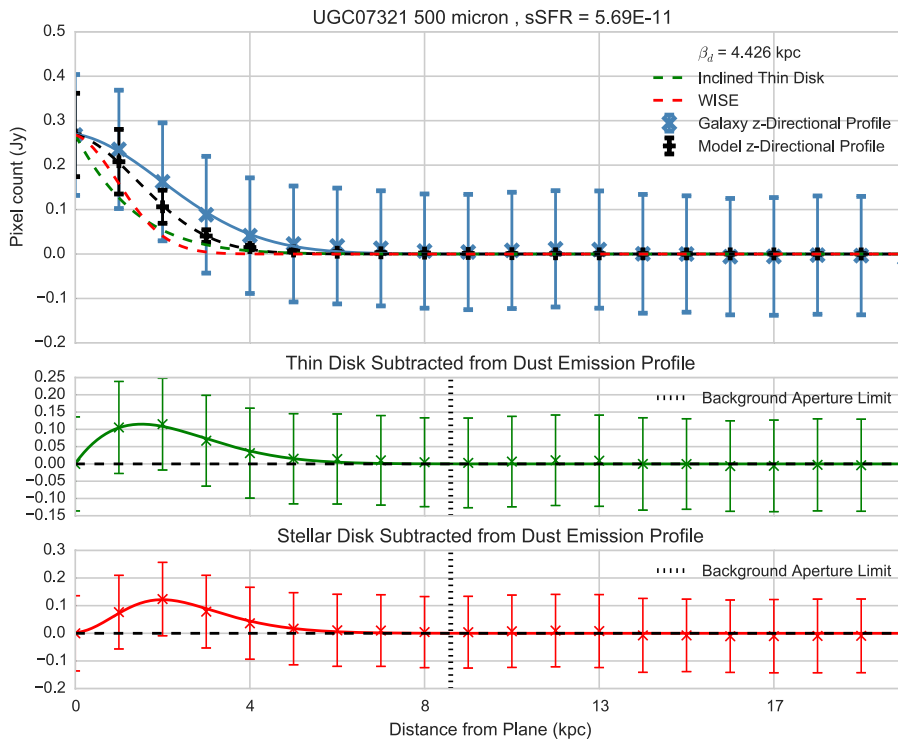 UGC07321 500 micron , sSFR = 5.69E-11
0.5
0.4
0.3
0.2
0.1
0.0
−0.1
−0.2
Pixel count (Jy)
β_d = 4.426 kpc
Inclined Thin Disk
WISE
Galaxy z-Directional Profile
Model z-Directional Profile
Thin Disk Subtracted from Dust Emission Profile
0.25
0.20
0.15
0.10
0.05
0.00
−0.05
−0.10
−0.15
Background Aperture Limit
Stellar Disk Subtracted from Dust Emission Profile
0.3
0.2
0.1
0.0
−0.1
−0.2
Background Aperture Limit
0 4 8 13 17
Distance from Plane (kpc)